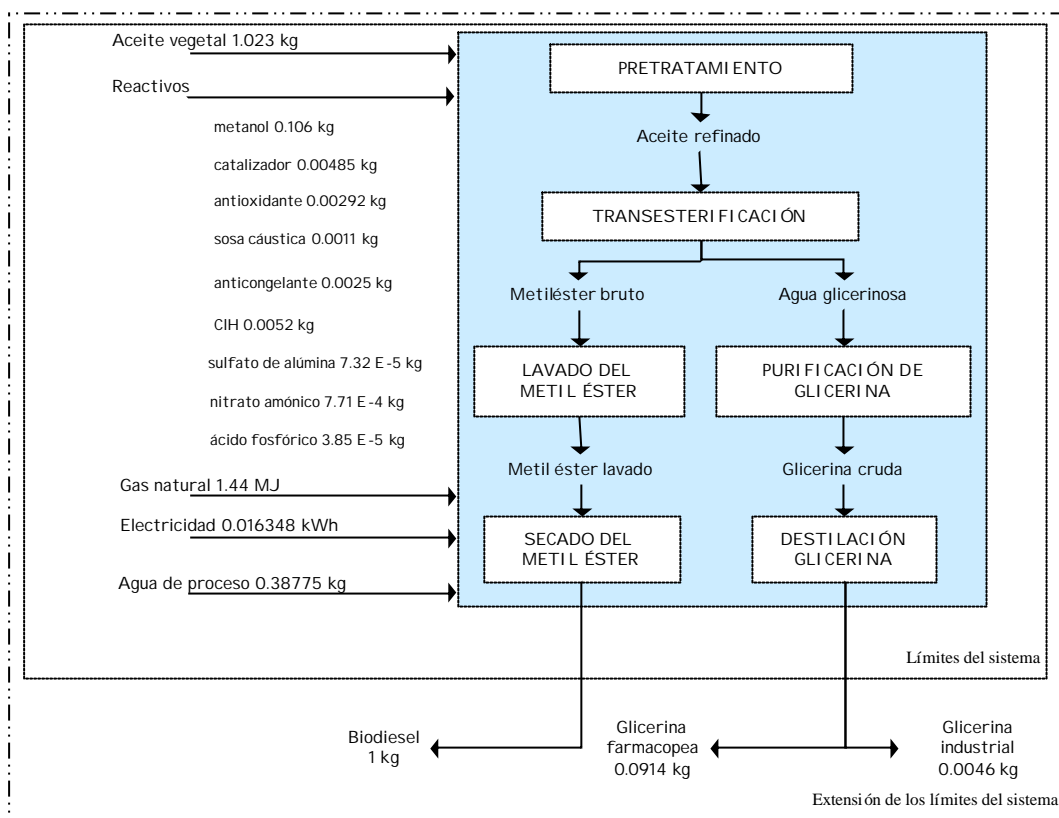 Aceite vegetal 1.023 kg
Reactivos
metanol 0.106 kg
catalizador 0.00485 kg
antioxidante 0.00292 kg
sosa cáustica 0.0011 kg
anticongelante 0.0025 kg
ClH 0.0052 kg
sulfato de alúmina 7.32 E-5 kg
nitrato amónico 7.71 E-4 kg
ácido fosfórico 3.85 E-5 kg
Gas natural 1.44 MJ
Electricidad 0.016348 kWh
Agua de proceso 0.38775 kg
PRETRATAMIENTO
Aceite refinado
TRANSESTERIFICACIÓN
Metiléster bruto
Agua glicerinosa
LAVADO DEL
METIL ÉSTER
PURIFICACIÓN DE
GLICERINA
Metil éster lavado
Glicerina cruda
SECADO DEL
METIL ÉSTER
DESTILACIÓN
GLICERINA
Límites del sistema
Biodiesel
1 kg
Glicerina
farmacopea
0.0914 kg
Glicerina
industrial
0.0046 kg
Extensión de los límites del sistema